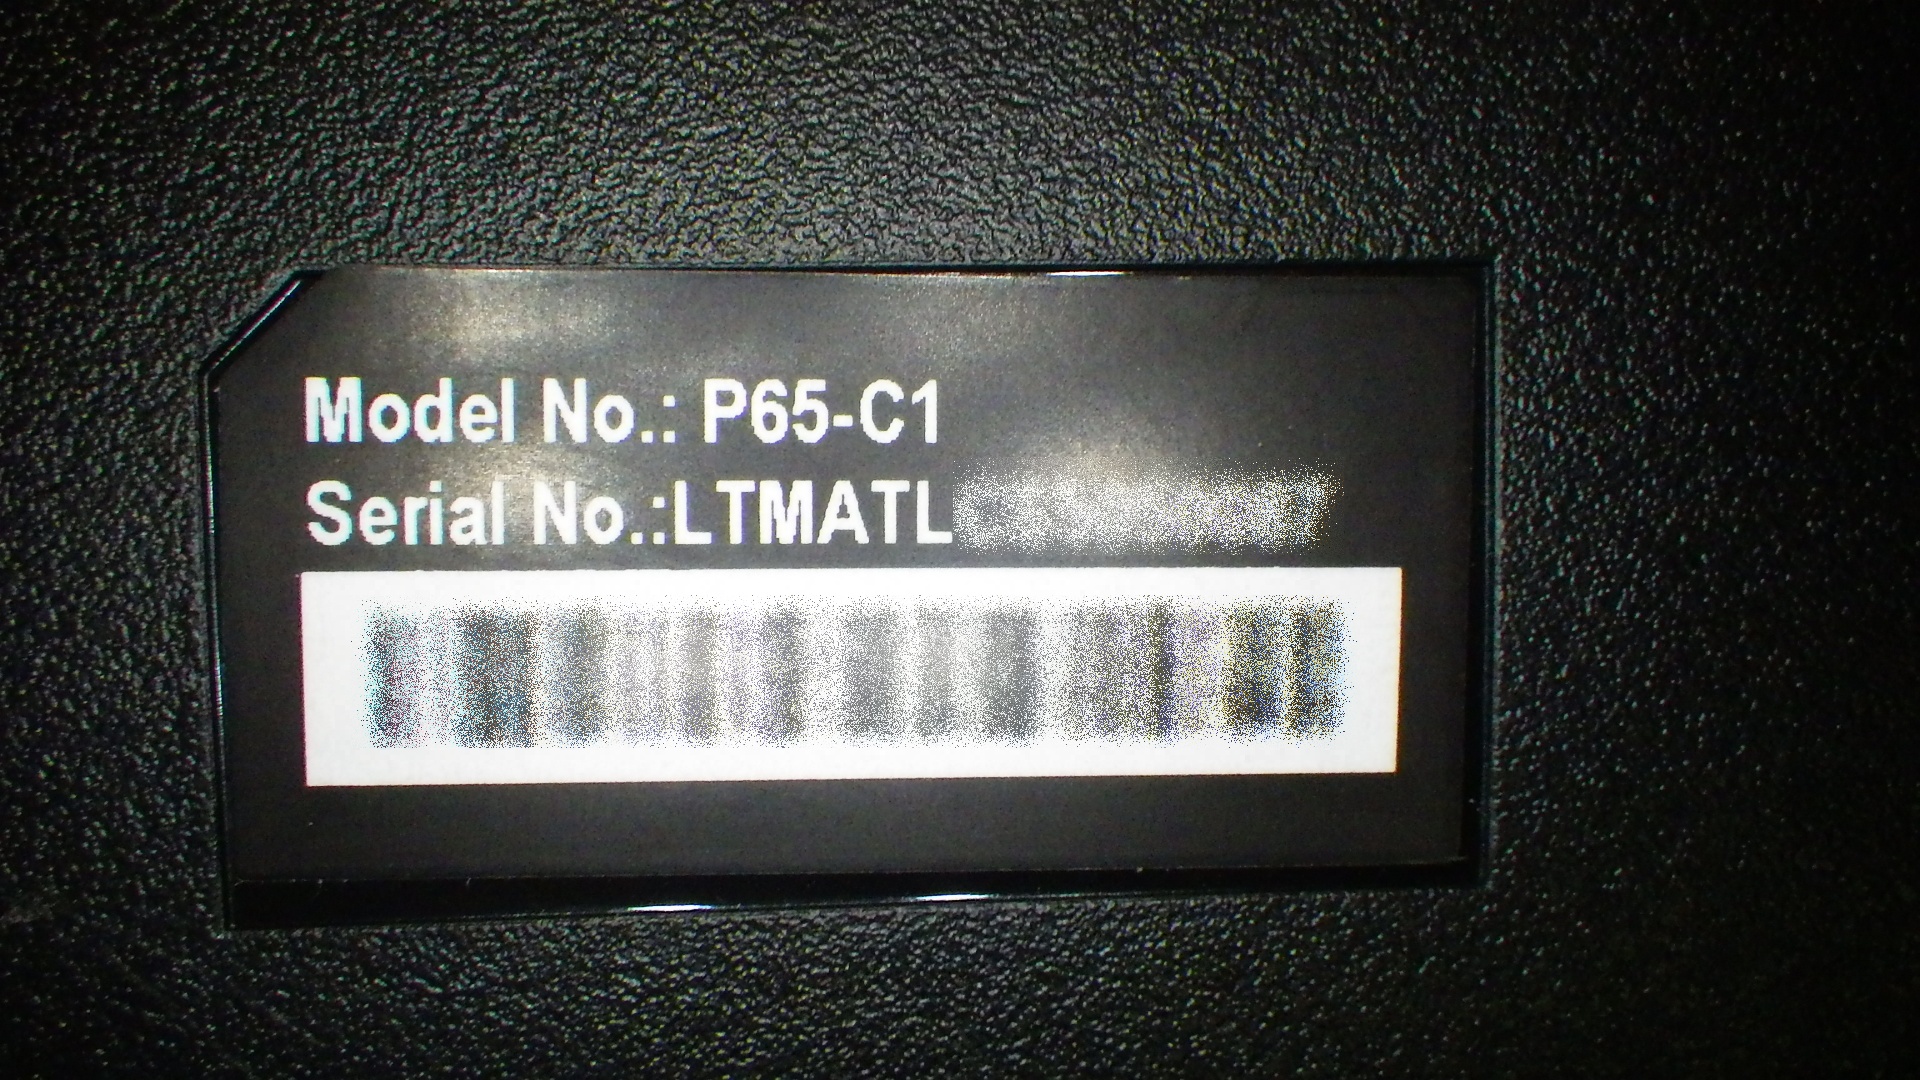 Model No.: P65-C1
Serial No.:LTMATL